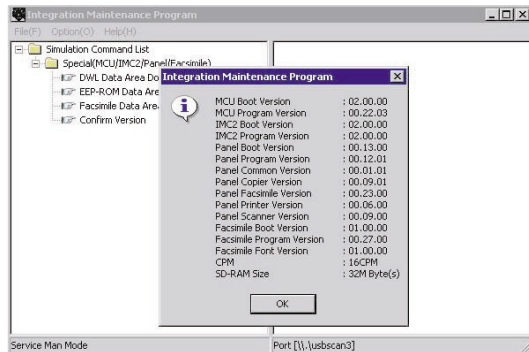 Integration Maintenance Program
File(F) Option(O) Help(H)
Simulation Command List
Special(MCU/IMC2/Panel/Facsimile)
DWL Data Area Do
EEP-ROM Data Are
Facsimile Data Area
Confirm Version
Integration Maintenance Program
MCU Boot Version : 02.00.00
MCU Program Version : 00.22.03
IMC2 Boot Version : 02.00.00
IMC2 Program Version : 02.00.00
Panel Boot Version : 00.13.00
Panel Program Version : 00.12.01
Panel Common Version : 00.01.01
Panel Copier Version : 00.09.01
Panel Facsimile Version : 00.23.00
Panel Printer Version : 00.06.00
Panel Scanner Version : 00.09.00
Facsimile Boot Version : 01.00.00
Facsimile Program Version : 00.27.00
Facsimile Font Version : 01.00.00
CPM : 16CPM
SD-RAM Size : 32M Byte(s)
OK
Service Man Mode Port [\\.\usbscan3]